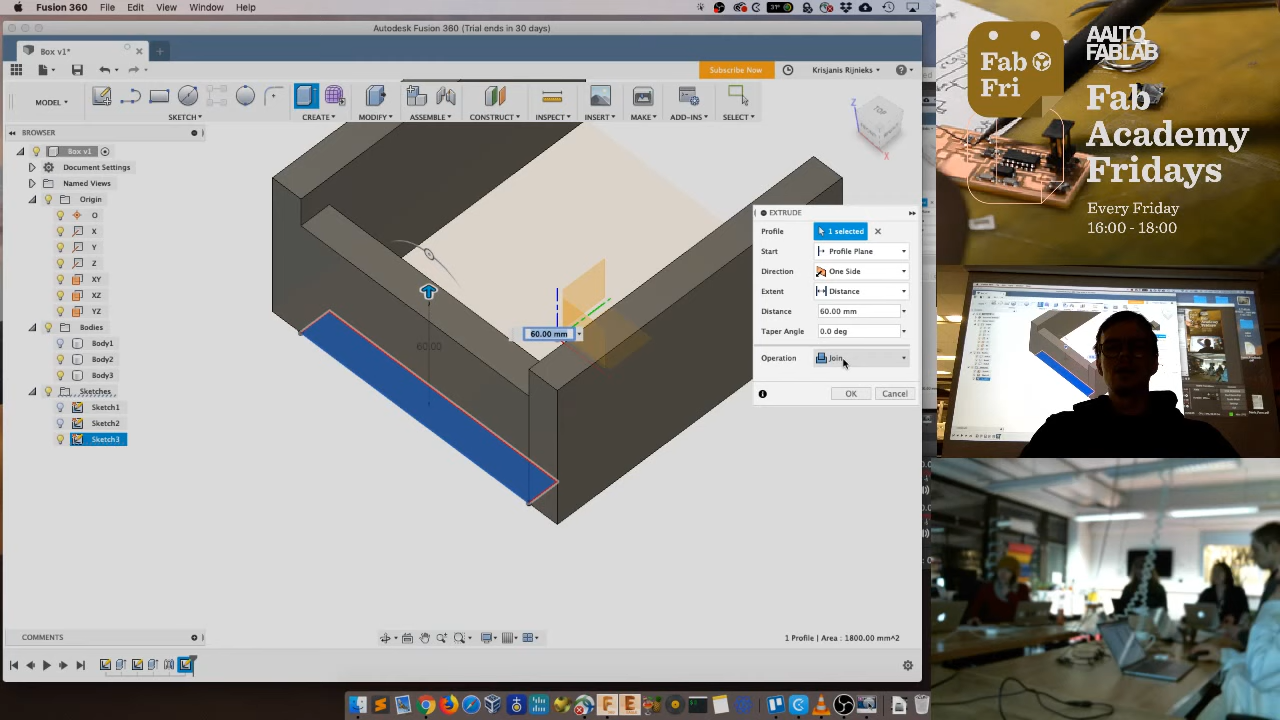 Fusion 360 File Edit View Window Help
31°
Autodesk Fusion 360 (Trial ends in 30 days)
Box v1*
Subscribe Now
Krisjanis Rijnieks
MODEL
SKETCH
CREATE
MODIFY
ASSEMBLE
CONSTRUCT
INSPECT
INSERT
MAKE
ADD-INS
SELECT
BROWSER
Box v1
Document Settings
Named Views
Origin
O
X
Y
Z
XY
XZ
YZ
Bodies
Body1
Body2
Body3
Sketches
Sketch1
Sketch2
Sketch3
TOP
Z
X
60.00
60.00 mm
EXTRUDE
Profile 1 selected
Start Profile Plane
Direction One Side
Extent Distance
Distance 60.00 mm
Taper Angle 0.0 deg
Operation Join
OK Cancel
COMMENTS
1 Profile | Area : 1800.00 mm^2
Fab
Fri
AALTO
FABLAB
Fab
Academy
Fridays
Every Friday
16:00 - 18:00